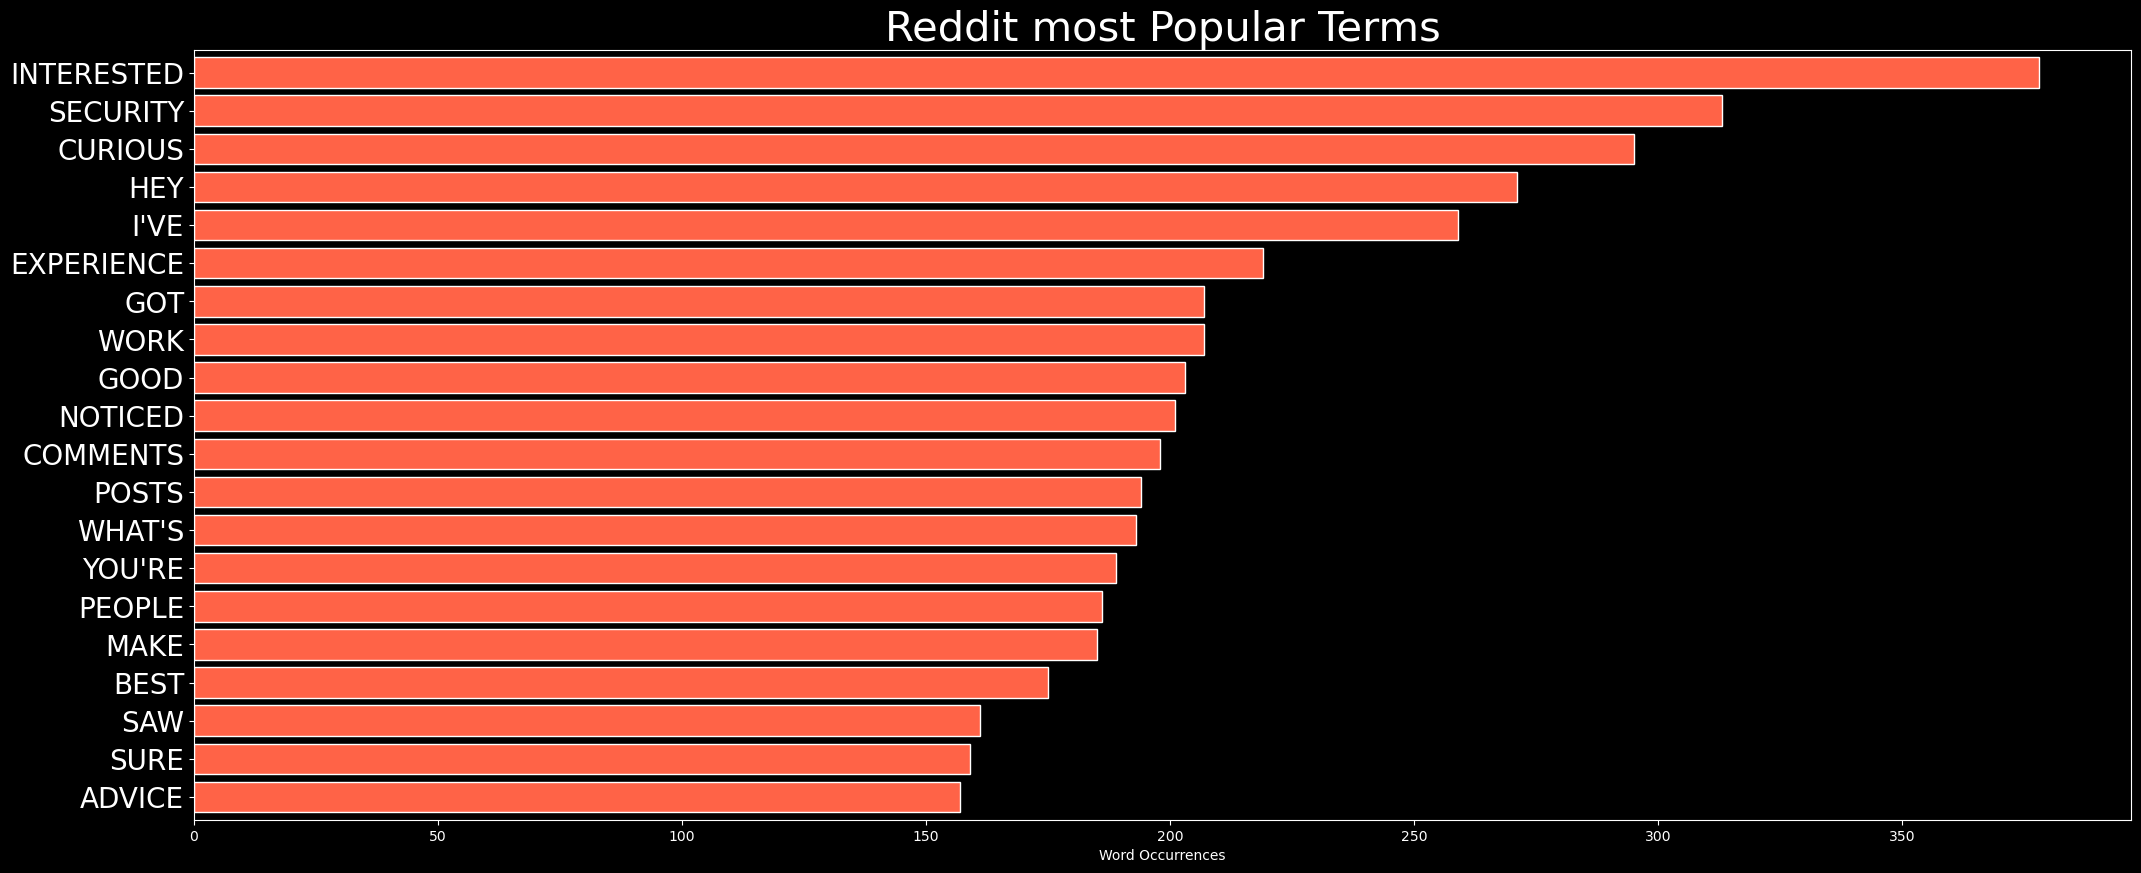 Reddit most Popular Terms
INTERESTED
SECURITY
CURIOUS
HEY
I'VE
EXPERIENCE
GOT
WORK
GOOD
NOTICED
COMMENTS
POSTS
WHAT'S
YOU'RE
PEOPLE
MAKE
BEST
SAW
SURE
ADVICE
0 50 100 150 200 250 300 350
Word Occurrences